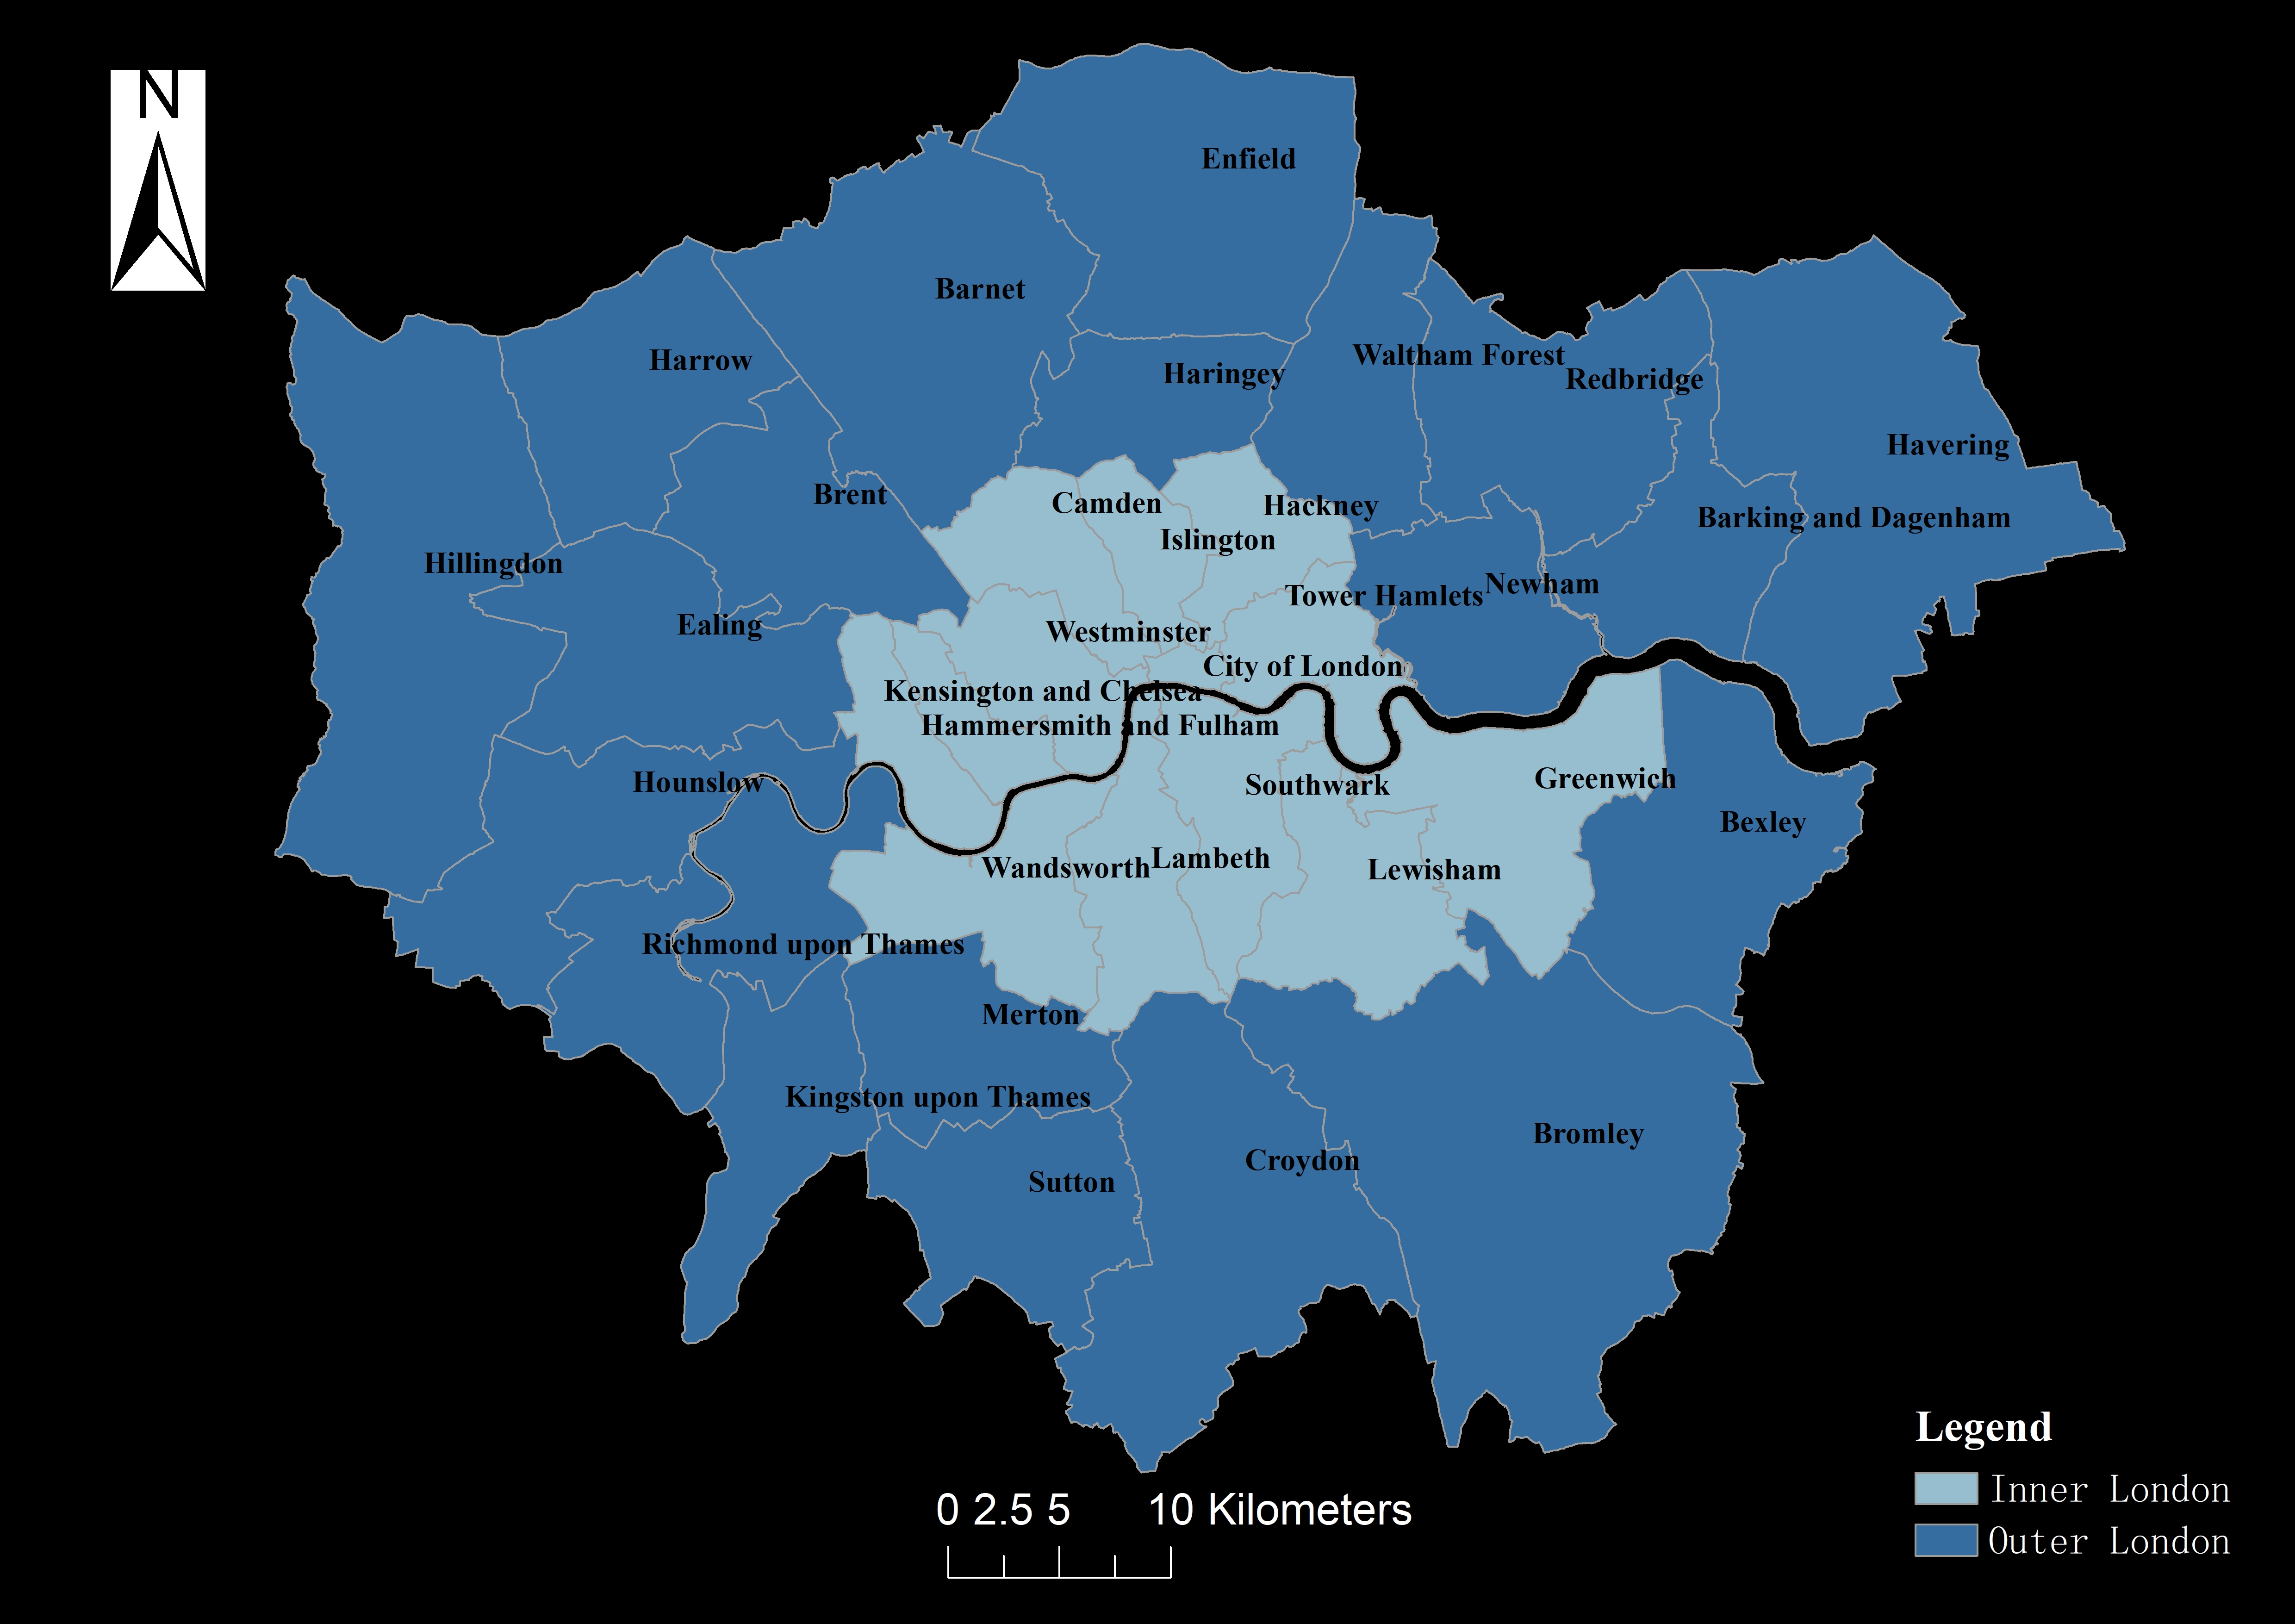 N
Enfield
Barnet
Harrow
Haringey
Waltham Forest
Redbridge
Havering
Brent
Camden
Hackney
Islington
Barking and Dagenham
Hillingdon
Ealing
Tower Hamlets
Newham
Westminster
City of London
Kensington and Chelsea
Hammersmith and Fulham
Hounslow
Southwark
Greenwich
Bexley
Wandsworth
Lambeth
Lewisham
Richmond upon Thames
Merton
Kingston upon Thames
Bromley
Croydon
Sutton
Legend
Inner London
Outer London
0 2.5 5 10 Kilometers